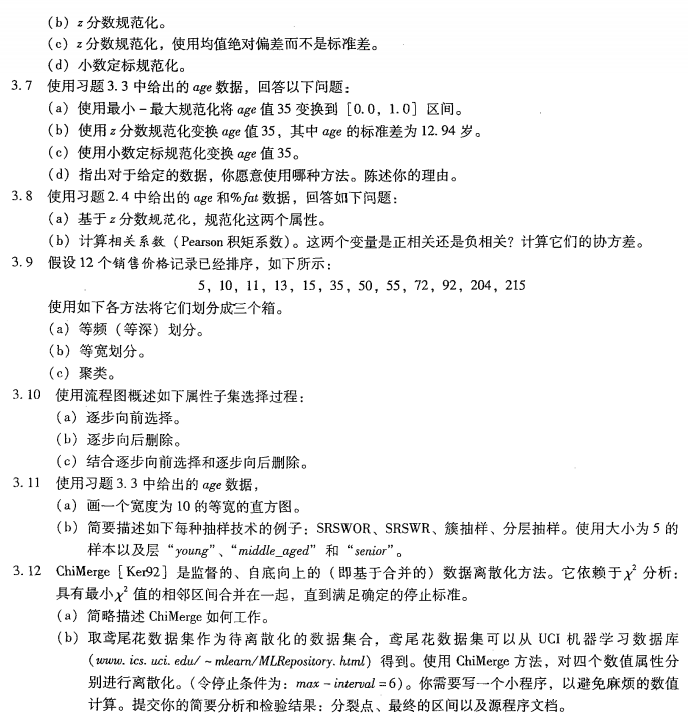 (b) z 分数规范化。
(c) z 分数规范化，使用均值绝对偏差而不是标准差。
(d) 小数定标规范化。
3.7 使用习题 3.3 中给出的 age 数据，回答以下问题：
(a) 使用最小－最大规范化将 age 值 35 变换到 [0.0, 1.0] 区间。
(b) 使用 z 分数规范化变换 age 值 35，其中 age 的标准差为 12.94 岁。
(c) 使用小数定标规范化变换 age 值 35。
(d) 指出对于给定的数据，你愿意使用哪种方法。陈述你的理由。
3.8 使用习题 2.4 中给出的 age 和%fat 数据，回答如下问题：
(a) 基于 z 分数规范化，规范化这两个属性。
(b) 计算相关系数（Pearson 积矩系数）。这两个变量是正相关还是负相关？计算它们的协方差。
3.9 假设 12 个销售价格记录已经排序，如下所示：
5, 10, 11, 13, 15, 35, 50, 55, 72, 92, 204, 215
使用如下各方法将它们划分成三个箱。
(a) 等频（等深）划分。
(b) 等宽划分。
(c) 聚类。
3.10 使用流程图概述如下属性子集选择过程：
(a) 逐步向前选择。
(b) 逐步向后删除。
(c) 结合逐步向前选择和逐步向后删除。
3.11 使用习题 3.3 中给出的 age 数据，
(a) 画一个宽度为 10 的等宽的直方图。
(b) 简要描述如下每种抽样技术的例子：SRSWOR、SRSWR、簇抽样、分层抽样。使用大小为 5 的
样本以及层 “young”、“middle_aged” 和 “senior”。
3.12 ChiMerge [Ker92] 是监督的、自底向上的（即基于合并的）数据离散化方法。它依赖于 χ² 分析：
具有最小 χ² 值的相邻区间合并在一起，直到满足确定的停止标准。
(a) 简略描述 ChiMerge 如何工作。
(b) 取鸢尾花数据集作为待离散化的数据集合，鸢尾花数据集可以从 UCI 机器学习数据库
(www.ics.uci.edu/~mlearn/MLRepository.html) 得到。使用 ChiMerge 方法，对四个数值属性分
别进行离散化。（令停止条件为：max－interval＝6）。你需要写一个小程序，以避免麻烦的数值
计算。提交你的简要分析和检验结果：分裂点、最终的区间以及源程序文档。